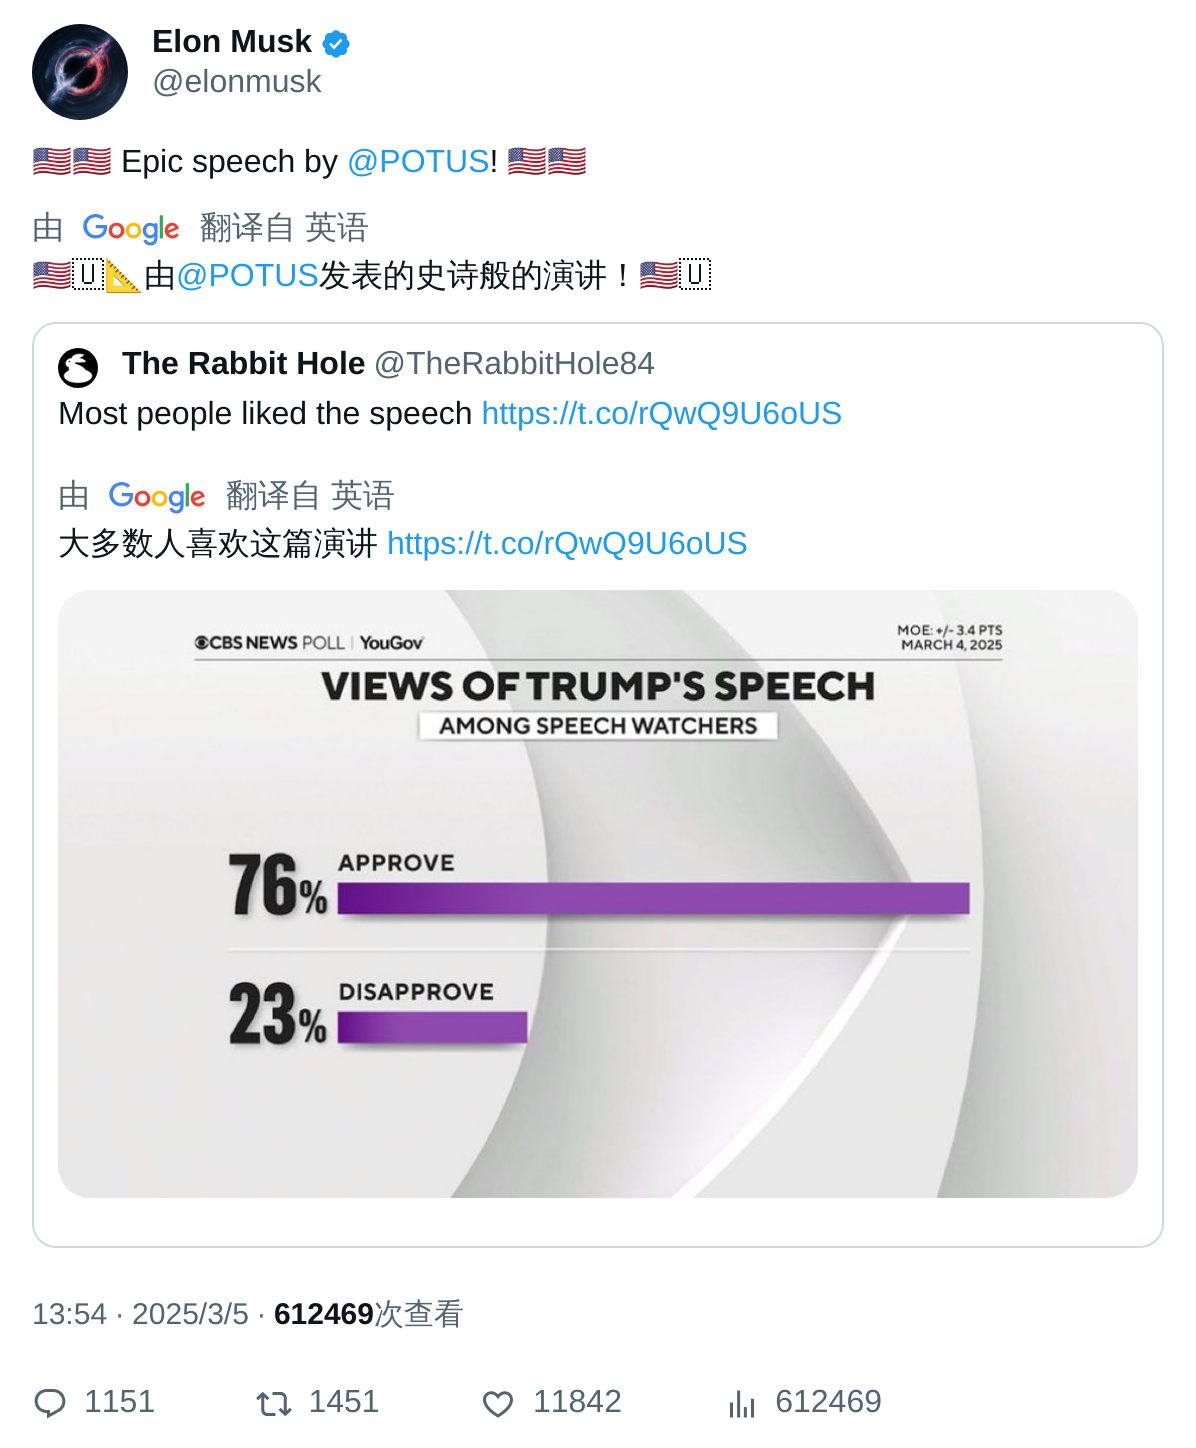 Elon Musk
@elonmusk
🇺🇸🇺🇸 Epic speech by @POTUS! 🇺🇸🇺🇸
由 Google 翻译自 英语
🇺🇸🇺📐由@POTUS发表的史诗般的演讲！🇺🇸🇺
The Rabbit Hole @TheRabbitHole84
Most people liked the speech https://t.co/rQwQ9U6oUS
由 Google 翻译自 英语
大多数人喜欢这篇演讲 https://t.co/rQwQ9U6oUS
CBS NEWS POLL | YouGov
MOE: +/- 3.4 PTS
MARCH 4, 2025
VIEWS OF TRUMP'S SPEECH
AMONG SPEECH WATCHERS
76% APPROVE
23% DISAPPROVE
13:54 · 2025/3/5 · 612469次查看
1151 1451 11842 612469